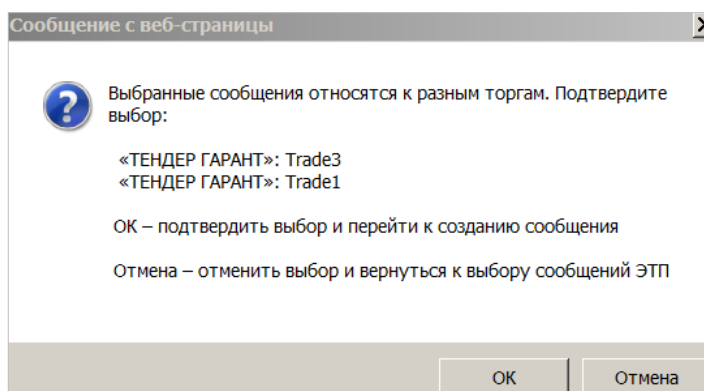 Сообщение с веб-страницы
Выбранные сообщения относятся к разным торгам. Подтвердите
выбор:
«ТЕНДЕР ГАРАНТ»: Trade3
«ТЕНДЕР ГАРАНТ»: Trade1
ОК – подтвердить выбор и перейти к созданию сообщения
Отмена – отменить выбор и вернуться к выбору сообщений ЭТП
ОК
Отмена